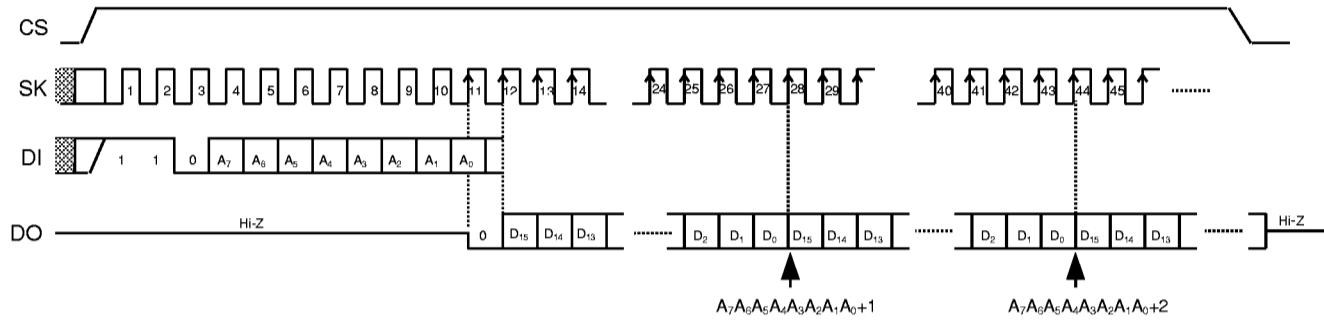 CS
SK 1 2 3 4 5 6 7 8 9 10 11 12 13 14 24 25 26 27 28 29 40 41 42 43 44 45
DI 1 1 0 A₇ A₆ A₅ A₄ A₃ A₂ A₁ A₀
DO Hi-Z 0 D₁₅ D₁₄ D₁₃ D₂ D₁ D₀ D₁₅ D₁₄ D₁₃ D₂ D₁ D₀ D₁₅ D₁₄ D₁₃ Hi-Z
A₇A₆A₅A₄A₃A₂A₁A₀+1 A₇A₆A₅A₄A₃A₂A₁A₀+2